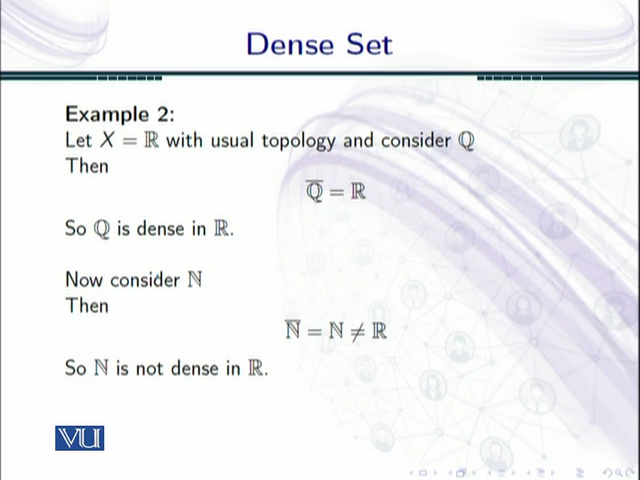 Dense Set
Example 2:
Let X = ℝ with usual topology and consider ℚ
Then
ℚ̅ = ℝ
So ℚ is dense in ℝ.
Now consider ℕ
Then
ℕ̅ = ℕ ≠ ℝ
So ℕ is not dense in ℝ.
VU